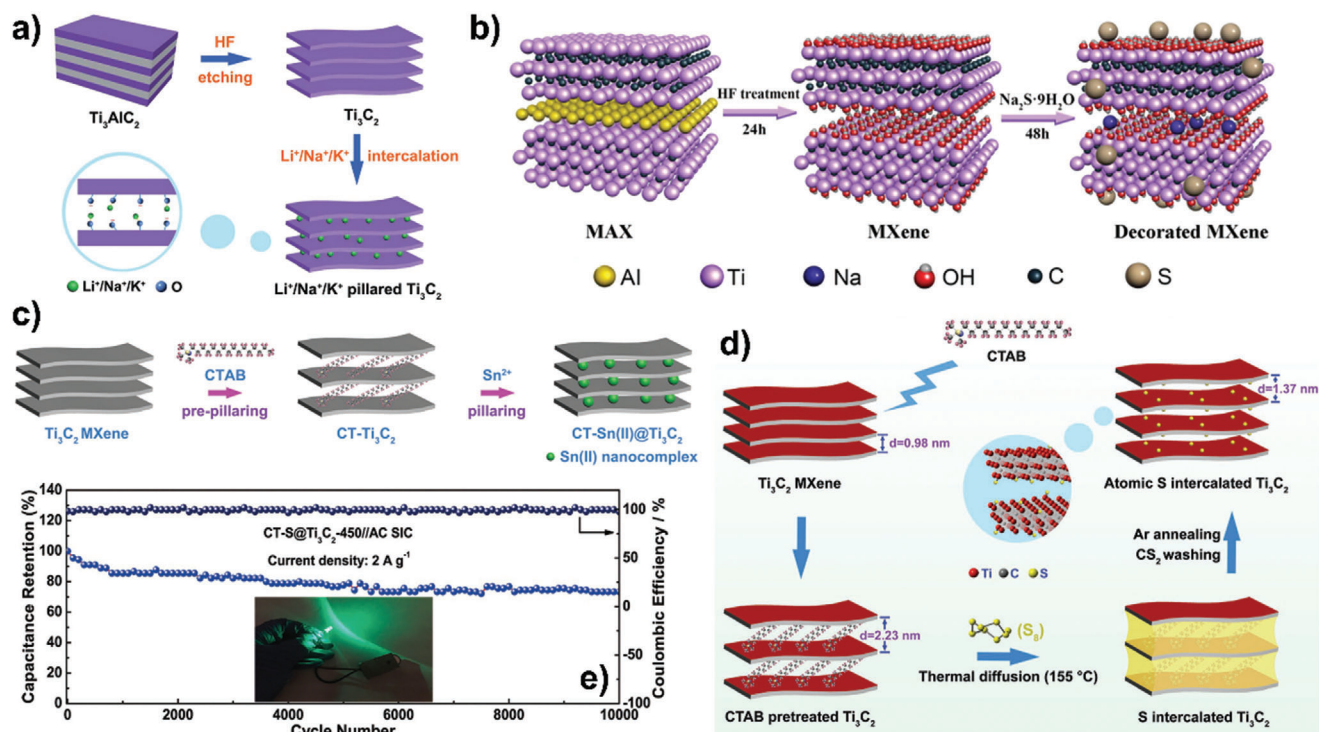 a)
HF
etching
Ti₃AlC₂
Ti₃C₂
Li⁺/Na⁺/K⁺ intercalation
Li⁺/Na⁺/K⁺ O
Li⁺/Na⁺/K⁺ pillared Ti₃C₂
b)
HF treatment
24h
Na₂S·9H₂O
48h
MAX
MXene
Decorated MXene
Al
Ti
Na
OH
C
S
c)
CTAB
pre-pillaring
Sn²⁺
pillaring
Ti₃C₂ MXene
CT-Ti₃C₂
CT-Sn(II)@Ti₃C₂
Sn(II) nanocomplex
d)
CTAB
d=0.98 nm
d=1.37 nm
Ti₃C₂ MXene
Atomic S intercalated Ti₃C₂
Ti C S
Ar annealing
CS₂ washing
d=2.23 nm
(S₈)
Thermal diffusion (155 °C)
CTAB pretreated Ti₃C₂
S intercalated Ti₃C₂
Capacitance Retention (%)
140
120
100
80
60
40
20
0
CT-S@Ti₃C₂-450//AC SIC
Current density: 2 A g⁻¹
e)
100
50
0
-50
-100
Coulombic Efficiency / %
0
2000
4000
6000
8000
10000
Cycle Number